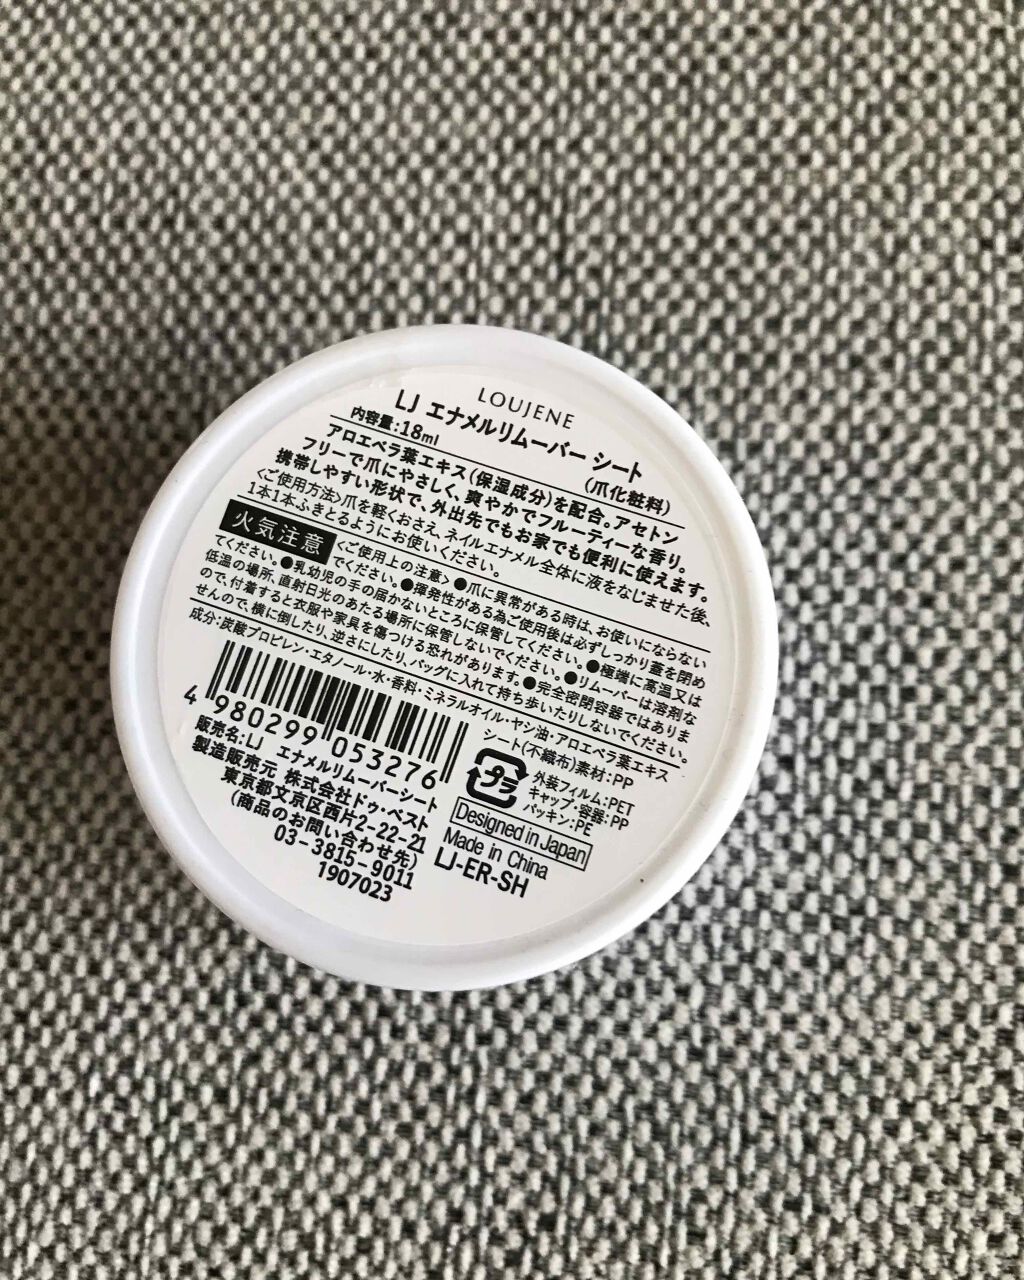 LOUJENE
LJ エナメルリムーバー シート
内容量:18ml
(爪化粧料)
アロエベラ葉エキス(保湿成分)を配合。アセトン
フリーで爪にやさしく、爽やかでフルーティーな香り。
携帯しやすい形状で、外出先でもお家でも便利に使えます。
〈ご使用方法〉爪を軽くおさえ、ネイルエナメル全体に液をなじませた後、
1本1本ふきとるようにお使いください。
火気注意
〈ご使用上の注意〉●爪に異常がある時は、お使いにならない
でください。●乳幼児の手の届かないところに保管してください。●極端に高温又は
てください。●揮発性がある為ご使用後は必ずしっかり蓋を閉め
低温の場所、直射日光のあたる場所に保管しないでください。●リムーバーは溶剤な
ので、付着すると衣服や家具を傷つける恐れがあります。●完全密閉容器ではありま
せんので、横に倒したり、逆さにしたり、バッグに入れて持ち歩いたりしないでください。
成分:炭酸プロピレン・エタノール・水・香料・ミネラルオイル・ヤシ油・アロエベラ葉エキス
シート(不織布)素材:PP
4 980299 053276
プラ
外装フィルム:PET
キャップ・容器:PP
パッキン:PE
販売名:LJ エナメルリムーバーシート
製造販売元 株式会社ドゥ・ベスト
東京都文京区西片2-22-21
(商品のお問い合わせ先)
03-3815-9011
1907023
Designed in Japan
Made in China
LJ-ER-SH